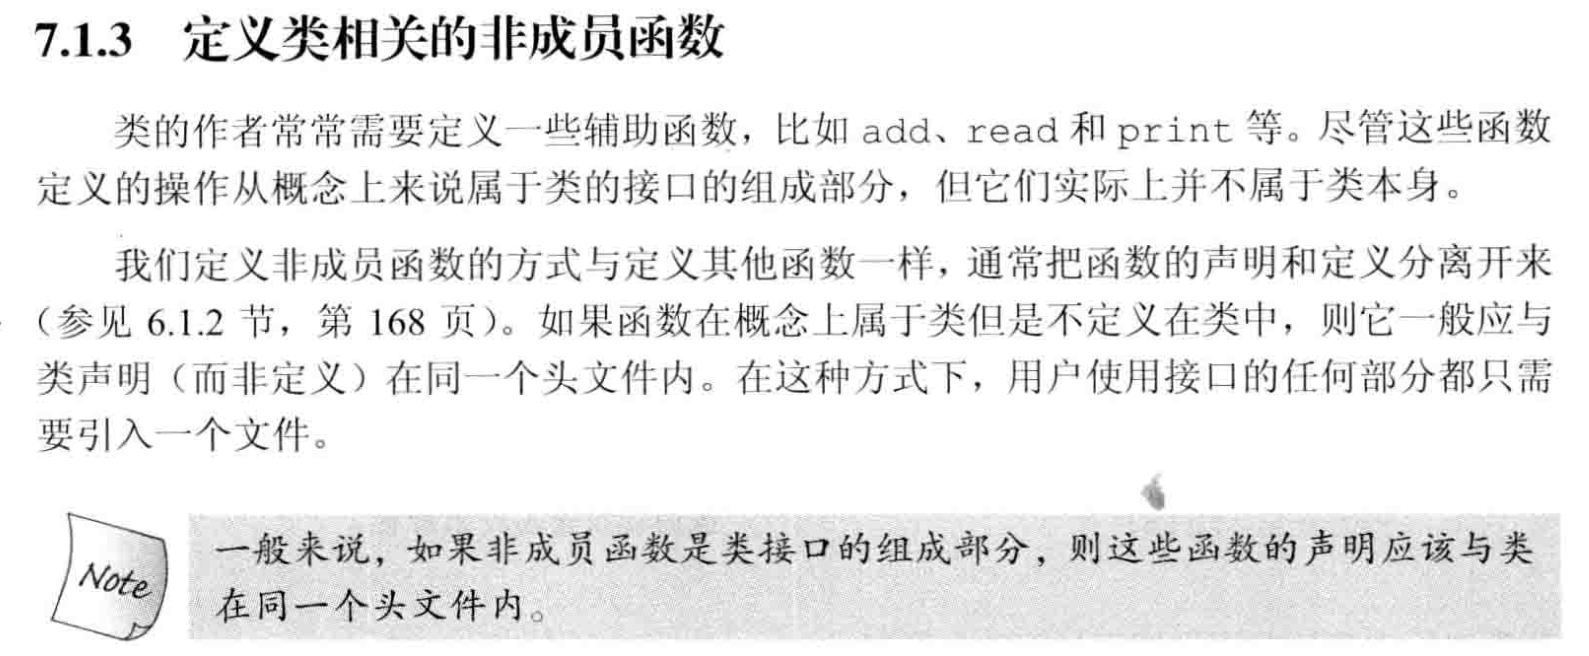 7.1.3 定义类相关的非成员函数
类的作者常常需要定义一些辅助函数，比如 add、read 和 print 等。尽管这些函数
定义的操作从概念上来说属于类的接口的组成部分，但它们实际上并不属于类本身。
我们定义非成员函数的方式与定义其他函数一样，通常把函数的声明和定义分离开来
（参见 6.1.2 节，第 168 页）。如果函数在概念上属于类但是不定义在类中，则它一般应与
类声明（而非定义）在同一个头文件内。在这种方式下，用户使用接口的任何部分都只需
要引入一个文件。
Note
一般来说，如果非成员函数是类接口的组成部分，则这些函数的声明应该与类
在同一个头文件内。